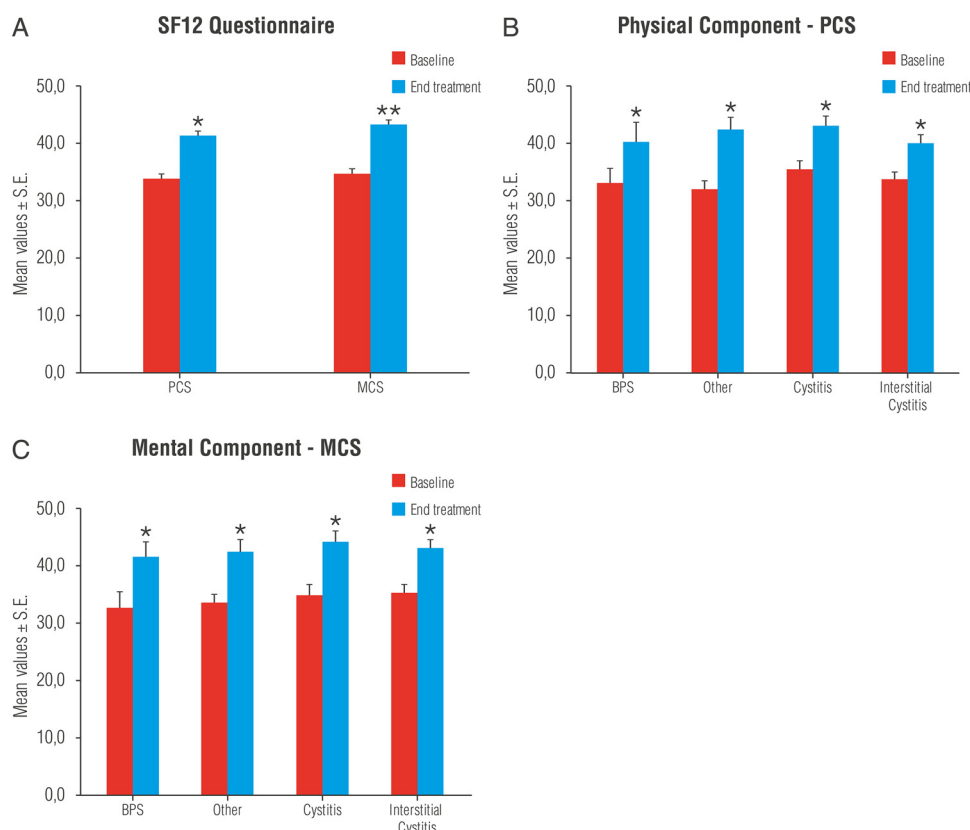 A
SF12 Questionnaire
Baseline
End treatment
Mean values ± S.E.
50,0
40,0
30,0
20,0
10,0
0,0
*
**
PCS
MCS
B
Physical Component - PCS
Baseline
End treatment
Mean values ± S.E.
50,0
40,0
30,0
20,0
10,0
0,0
*
*
*
*
BPS
Other
Cystitis
Interstitial
Cystitis
C
Mental Component - MCS
Baseline
End treatment
Mean values ± S.E.
50,0
40,0
30,0
20,0
10,0
0,0
*
*
*
*
BPS
Other
Cystitis
Interstitial
Cystitis